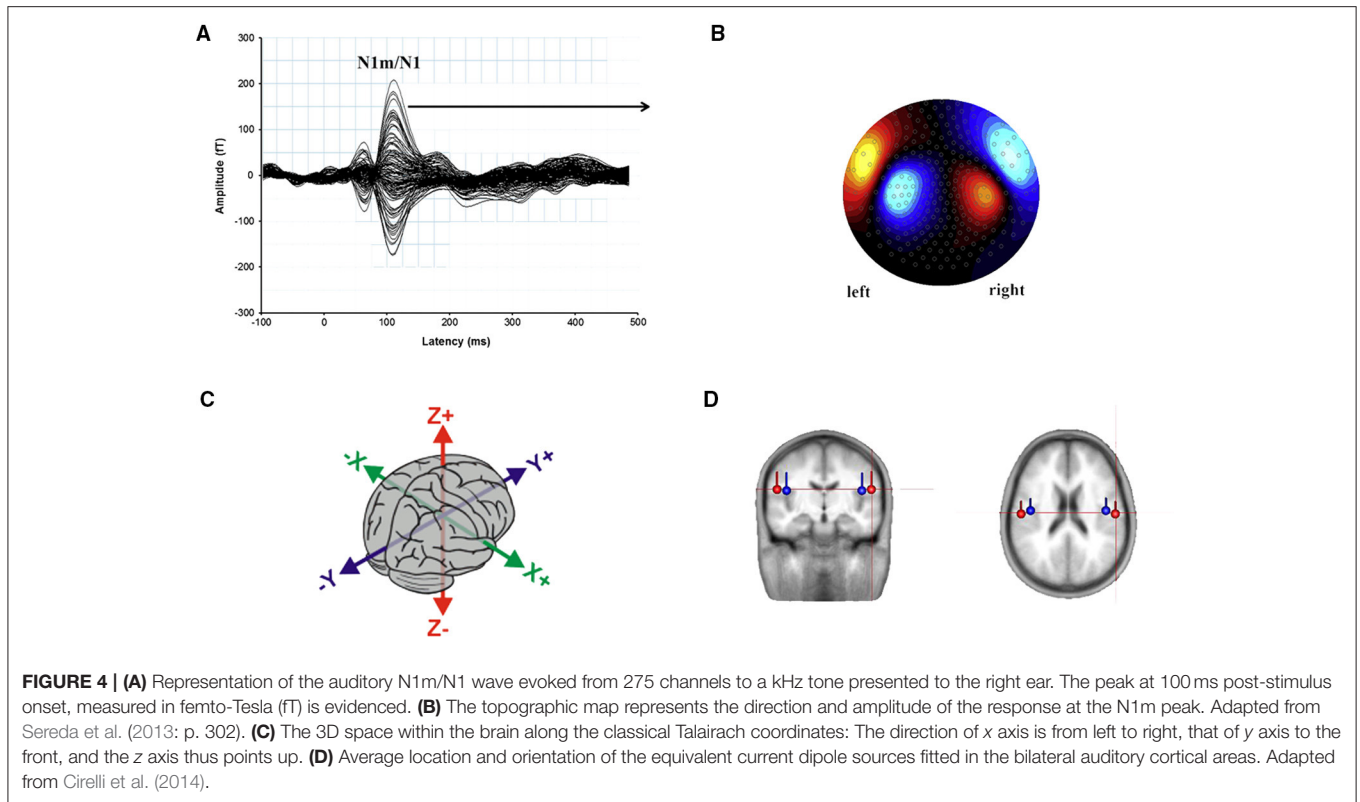 A
B
300
200
100
0
-100
-200
-300
Amplitude (fT)
N1m/N1
-100 0 100 200 300 400 500
Latency (ms)
left right
C
D
Z+
-X
Y+
-Y
X+
Z-
FIGURE 4 | (A) Representation of the auditory N1m/N1 wave evoked from 275 channels to a kHz tone presented to the right ear. The peak at 100 ms post-stimulus
onset, measured in femto-Tesla (fT) is evidenced. (B) The topographic map represents the direction and amplitude of the response at the N1m peak. Adapted from
Sereda et al. (2013: p. 302). (C) The 3D space within the brain along the classical Talairach coordinates: The direction of x axis is from left to right, that of y axis to the
front, and the z axis thus points up. (D) Average location and orientation of the equivalent current dipole sources fitted in the bilateral auditory cortical areas. Adapted
from Cirelli et al. (2014).